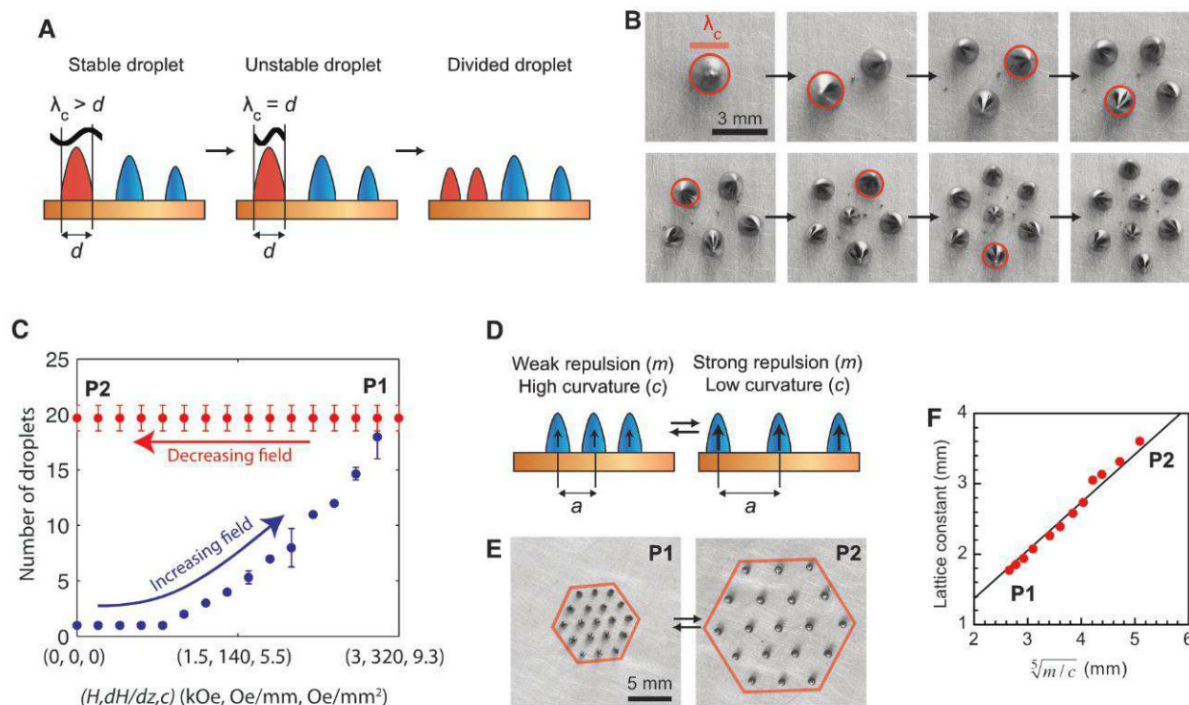 A
Stable droplet
Unstable droplet
Divided droplet
λc > d
λc = d
d
d
B
λc
3 mm
C
Number of droplets
25
20
15
10
5
0
P2
P1
Decreasing field
Increasing field
(0, 0, 0)
(1.5, 140, 5.5)
(3, 320, 9.3)
(H,dH/dz,c) (kOe, Oe/mm, Oe/mm²)
D
Weak repulsion (m)
High curvature (c)
Strong repulsion (m)
Low curvature (c)
a
a
E
P1
P2
5 mm
F
Lattice constant (mm)
4
3
2
1
P2
P1
2
3
4
5
6
⁵√m/c (mm)